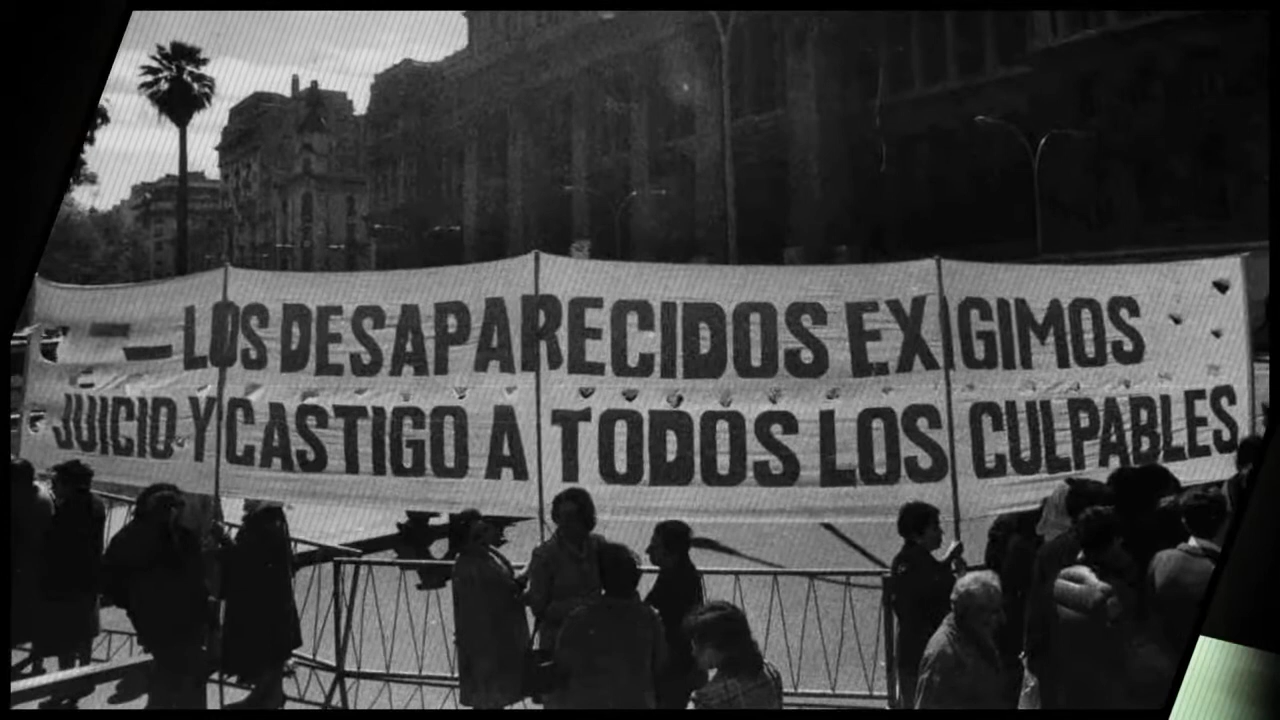 — LOS DESAPARECIDOS EXIGIMOS
JUICIO Y CASTIGO A TODOS LOS CULPABLES